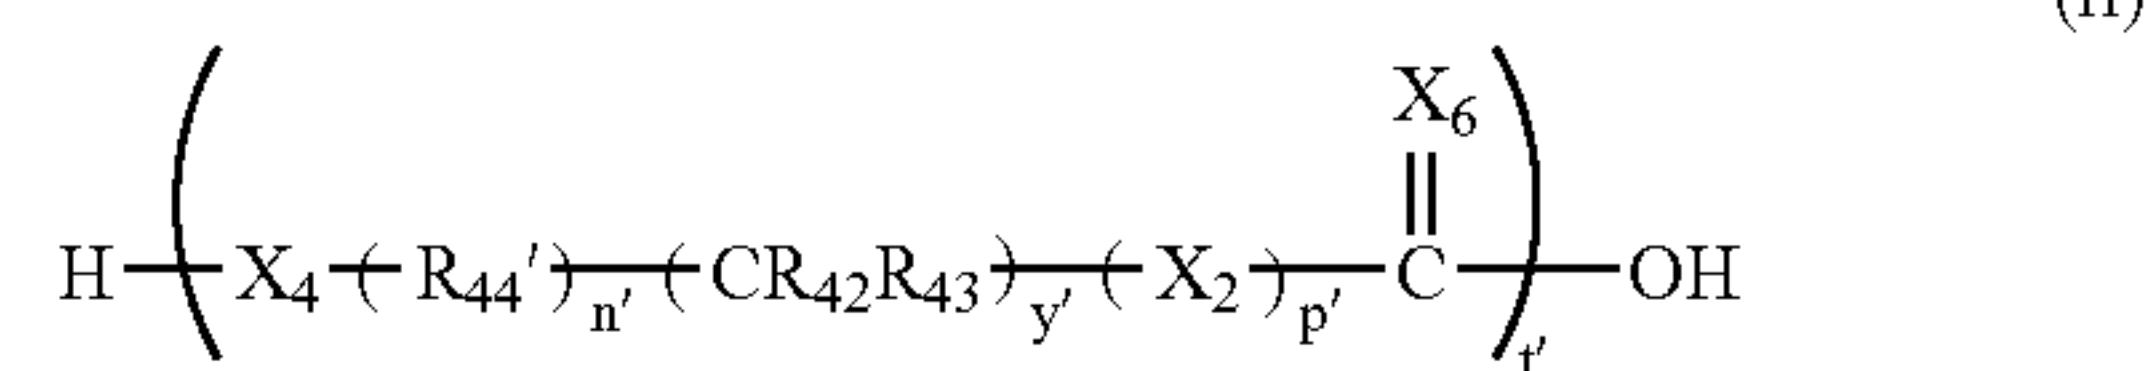 (II)
X₆
||
H—(X₄—(R₄₄′)n′—(CR₄₂R₄₃)y′—(X₂)p′—C)t′—OH